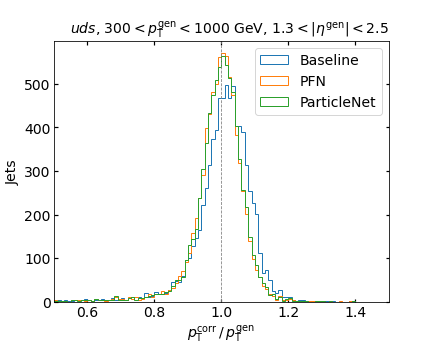 uds, 300 < p_T^gen < 1000 GeV, 1.3 < |η^gen| < 2.5
Baseline
PFN
ParticleNet
Jets
500
400
300
200
100
0
0.6 0.8 1.0 1.2 1.4
p_T^corr / p_T^gen